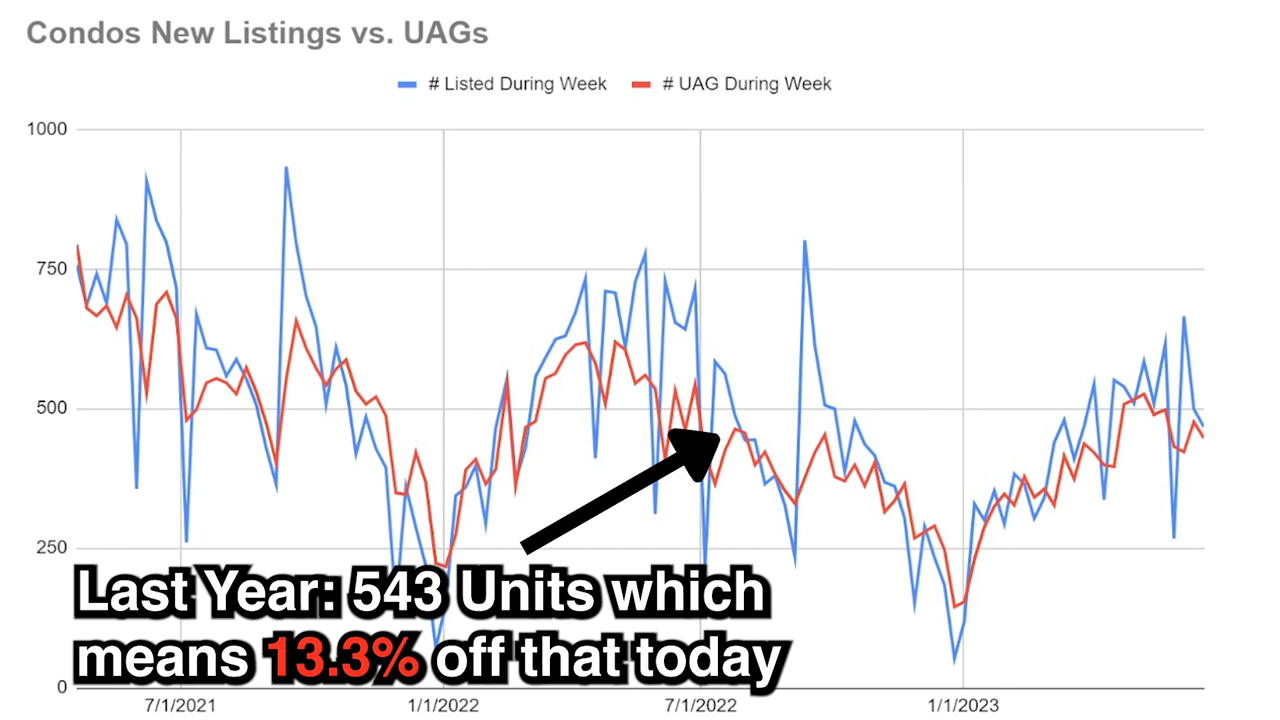 Condos New Listings vs. UAGs
# Listed During Week
# UAG During Week
1000
750
500
250
0
7/1/2021
1/1/2022
7/1/2022
1/1/2023
Last Year: 543 Units which
means 13.3% off that today